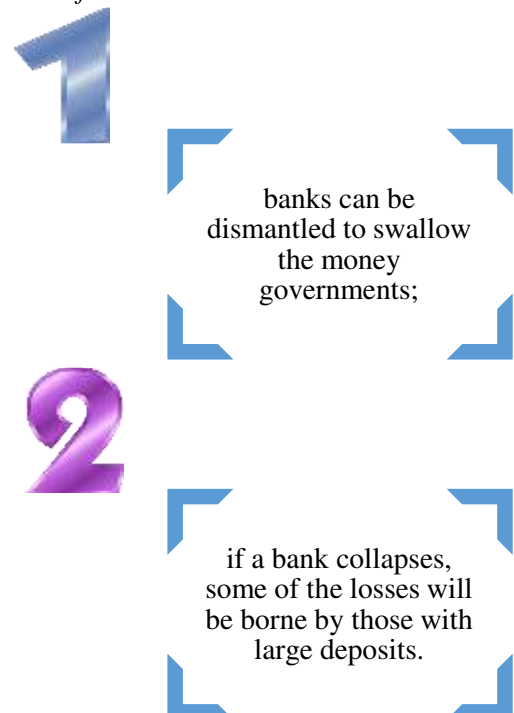 1
banks can be
dismantled to swallow
the money
governments;
2
if a bank collapses,
some of the losses will
be borne by those with
large deposits.